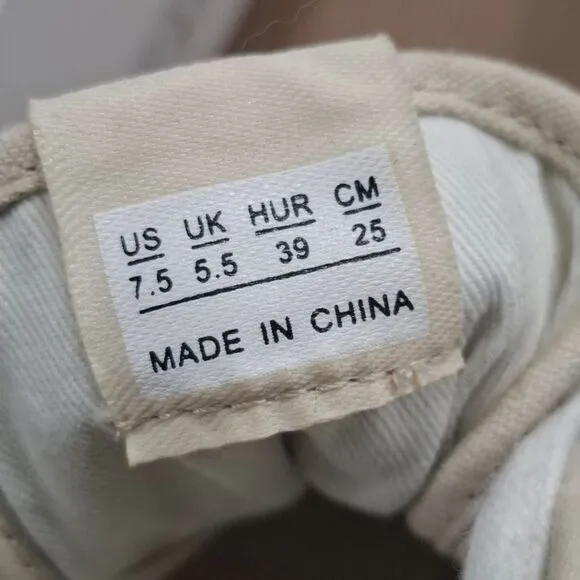 US UK HUR CM
7.5 5.5 39 25
MADE IN CHINA